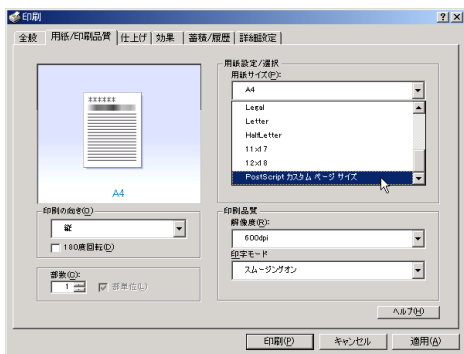 印刷
全般 用紙/印刷品質 仕上げ 効果 蓄積/履歴 詳細設定
******
A4
用紙設定/選択
用紙サイズ(P):
A4
Legal
Letter
HalfLetter
11x17
12x18
PostScript カスタム ページ サイズ
印刷の向き(O)
縦
180度回転(D)
部数(C):
1
部単位(L)
印刷品質
解像度(R):
600dpi
印字モード
スムージングオン
ヘルプ(H)
印刷(P) キャンセル 適用(A)